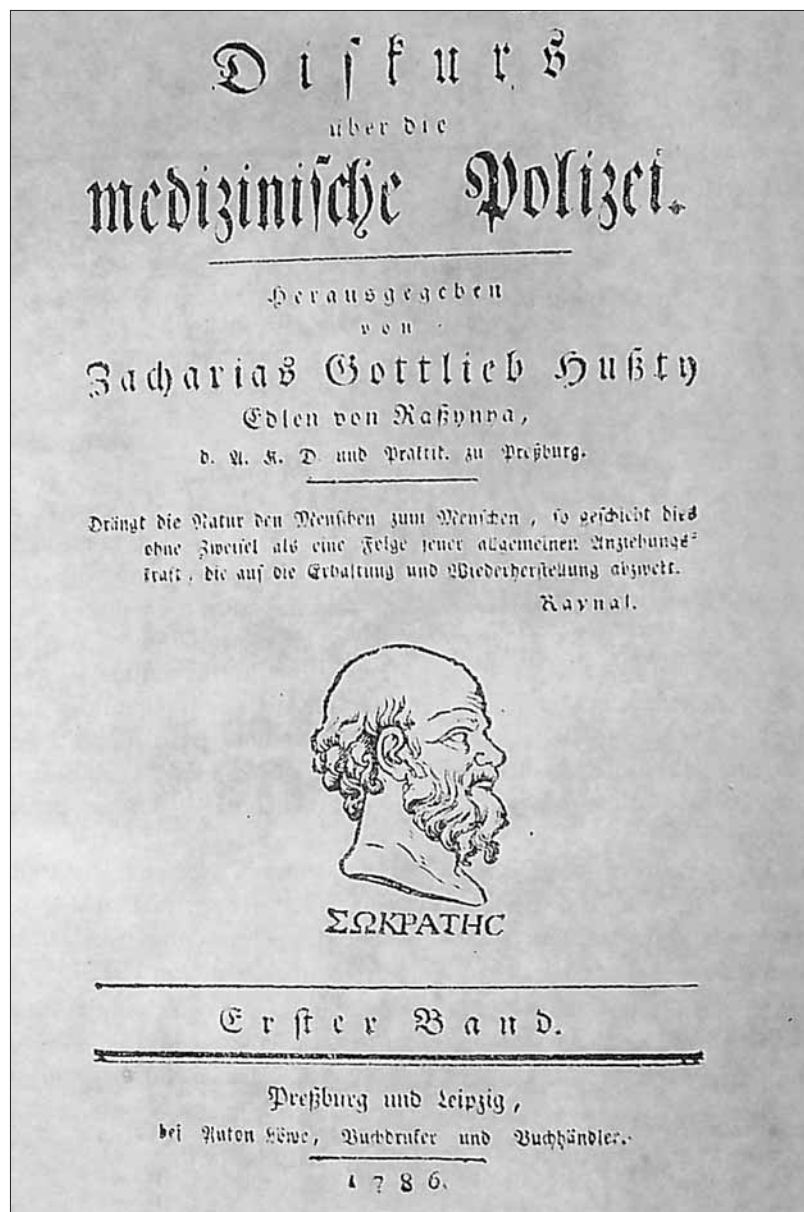 Diſkurs
über die
mediziniſche Polizei.
Herausgegeben
von
Zacharias Gottlieb Hußty
Edlen von Raßynya,
d. A. K. D. und Praktik. zu Preßburg.
Drängt die Natur den Menſchen zum Menſchen, ſo geſchieht dies
ohne Zweifel als eine Folge jener allgemeinen Anziehungs=
kraft, die auf die Erhaltung und Wiederherſtellung abzwekt.
Raynal.
ΣΩΚΡΑΤΗC
Erſter Band.
Preßburg und Leipzig,
bei Anton Löwe, Buchdruker und Buchhändler.
1786.